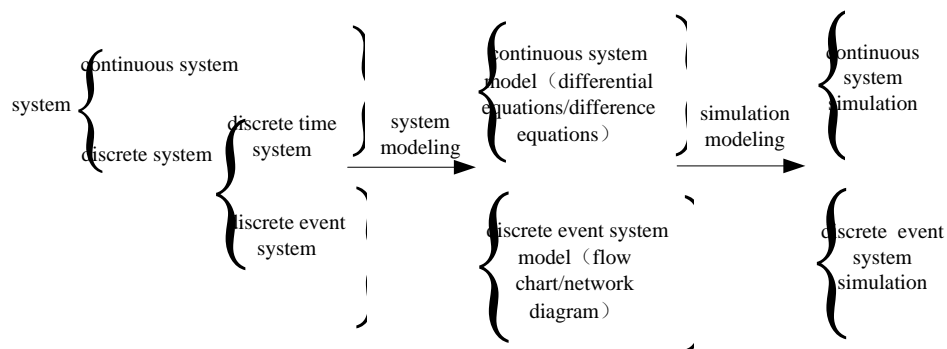 system
continuous system
discrete system
discrete time
system
discrete event
system
system
modeling
continuous system
model（differential
equations/difference
equations）
discrete event system
model（flow
chart/network
diagram）
simulation
modeling
continuous
system
simulation
discrete event
system
simulation